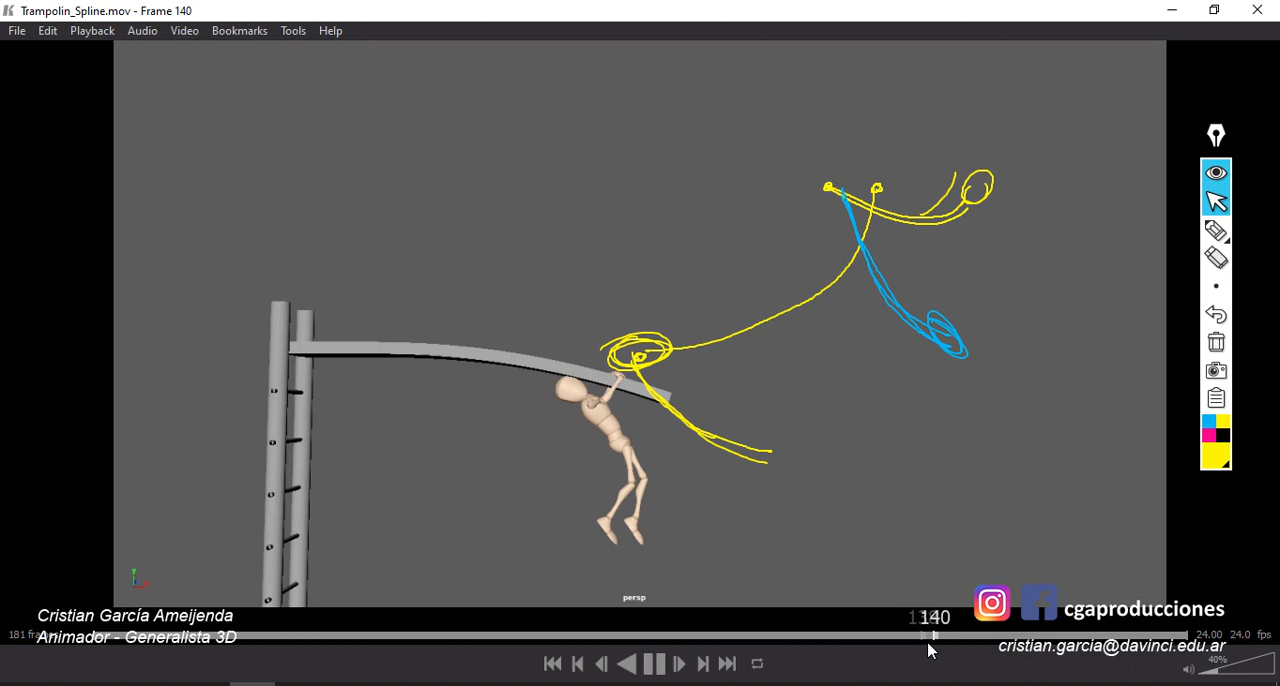 Trampolin_Spline.mov - Frame 140
File Edit Playback Audio Video Bookmarks Tools Help
persp
Cristian García Ameijenda
Animador - Generalista 3D
cgaproducciones
cristian.garcia@davinci.edu.ar
140
24.00 24.0 fps
40%